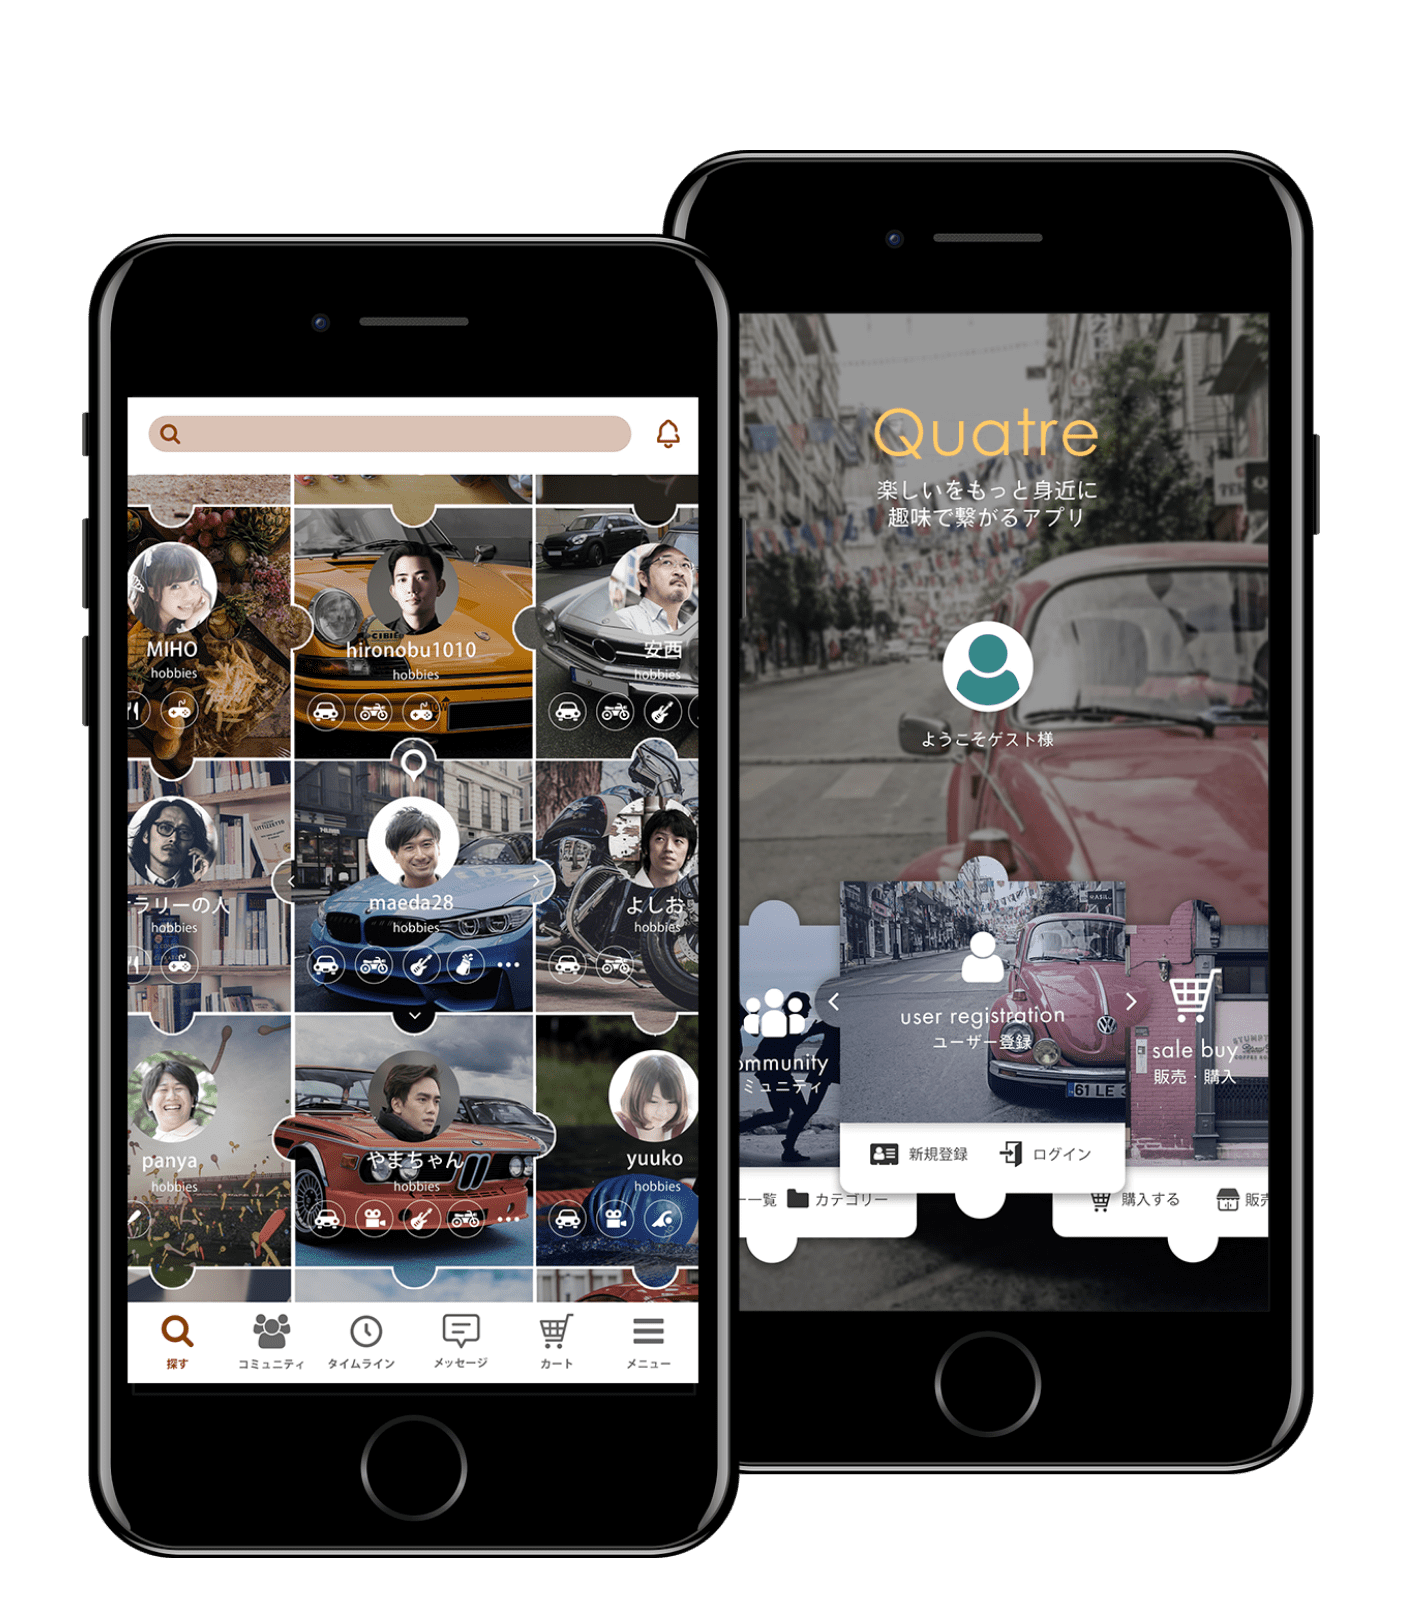 MIHO
hobbies
hironobu1010
hobbies
安西
hobbies
ラリーの人
hobbies
maeda28
hobbies
よしお
hobbies
panya
hobbies
やまちゃん
hobbies
yuuko
hobbies
探す
コミュニティ
タイムライン
メッセージ
カート
メニュー
Quatre
楽しいをもっと身近に
趣味で繋がるアプリ
ようこそゲスト様
ommunity
ミュニティ
user registration
ユーザー登録
sale buy
販売・購入
新規登録
ログイン
ー一覧
カテゴリー
購入する
販売
61 LE
CIBIE